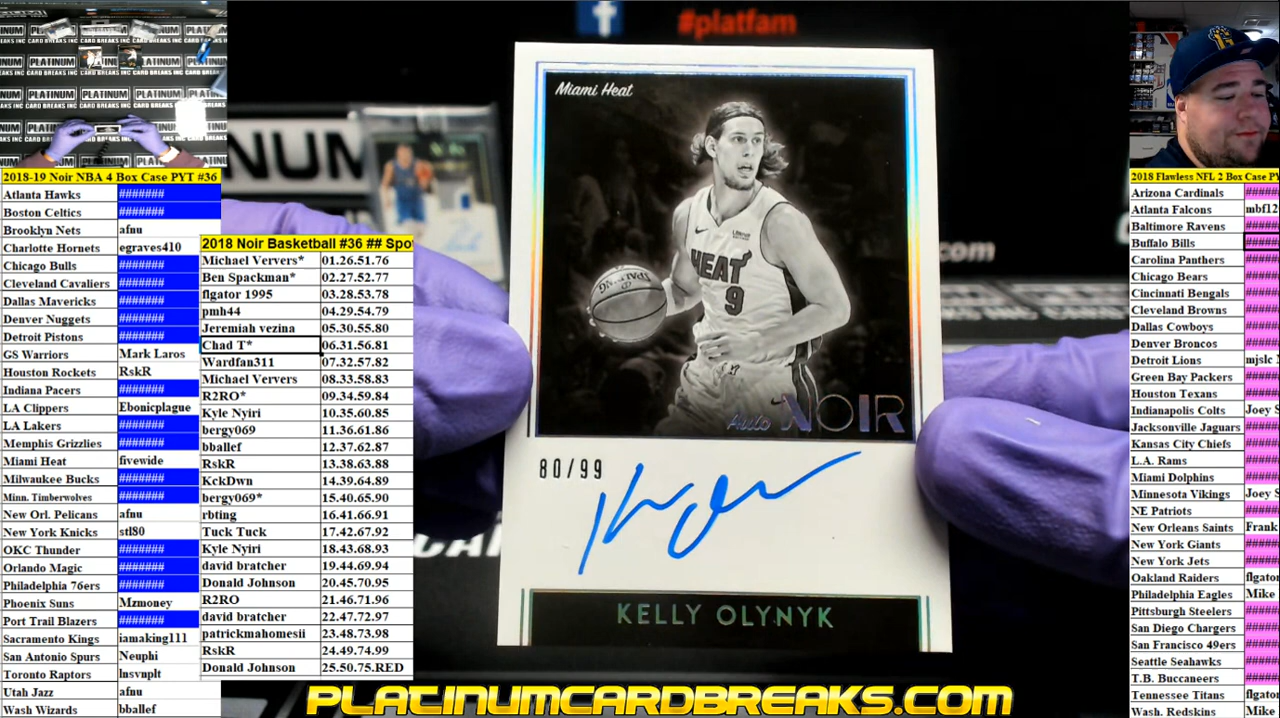 #platfam
PLATINUM
CARD BREAKS INC
NUM
.com
Miami Heat
HEAT
9
Auto NOIR
80/99
KELLY OLYNYK
2018-19 Noir NBA 4 Box Case PYT #36
Atlanta Hawks #######
Boston Celtics #######
Brooklyn Nets afnu
Charlotte Hornets egraves410
Chicago Bulls #######
Cleveland Cavaliers #######
Dallas Mavericks #######
Denver Nuggets #######
Detroit Pistons #######
GS Warriors Mark Laros
Houston Rockets RskR
Indiana Pacers #######
LA Clippers Ebonicplague
LA Lakers #######
Memphis Grizzlies #######
Miami Heat fivewide
Milwaukee Bucks #######
Minn. Timberwolves #######
New Orl. Pelicans afnu
New York Knicks stl80
OKC Thunder #######
Orlando Magic #######
Philadelphia 76ers #######
Phoenix Suns Mzmoney
Port Trail Blazers #######
Sacramento Kings iamaking111
San Antonio Spurs Neuphi
Toronto Raptors lnsvnplt
Utah Jazz afnu
Wash Wizards bballef
2018 Noir Basketball #36 ## Spo
Michael Ververs* 01.26.51.76
Ben Spackman* 02.27.52.77
flgator 1995 03.28.53.78
pmh44 04.29.54.79
Jeremiah vezina 05.30.55.80
Chad T* 06.31.56.81
Wardfan311 07.32.57.82
Michael Ververs 08.33.58.83
R2RO* 09.34.59.84
Kyle Nyiri 10.35.60.85
bergy069 11.36.61.86
bballef 12.37.62.87
RskR 13.38.63.88
KckDwn 14.39.64.89
bergy069* 15.40.65.90
rbting 16.41.66.91
Tuck Tuck 17.42.67.92
Kyle Nyiri 18.43.68.93
david bratcher 19.44.69.94
Donald Johnson 20.45.70.95
R2RO 21.46.71.96
david bratcher 22.47.72.97
patrickmahomesii 23.48.73.98
RskR 24.49.74.99
Donald Johnson 25.50.75.RED
2018 Flawless NFL 2 Box Case PY
Arizona Cardinals #####
Atlanta Falcons mbf12
Baltimore Ravens #####
Buffalo Bills #####
Carolina Panthers #####
Chicago Bears #####
Cincinnati Bengals #####
Cleveland Browns #####
Dallas Cowboys #####
Denver Broncos #####
Detroit Lions mjslc
Green Bay Packers #####
Houston Texans #####
Indianapolis Colts Joey S
Jacksonville Jaguars #####
Kansas City Chiefs #####
L.A. Rams #####
Miami Dolphins #####
Minnesota Vikings Joey S
NE Patriots #####
New Orleans Saints Frank
New York Giants #####
New York Jets #####
Oakland Raiders flgato
Philadelphia Eagles Mike
Pittsburgh Steelers #####
San Diego Chargers #####
San Francisco 49ers #####
Seattle Seahawks #####
T.B. Buccaneers #####
Tennessee Titans flgato
Wash. Redskins Mike
PLATINUMCARDBREAKS.COM